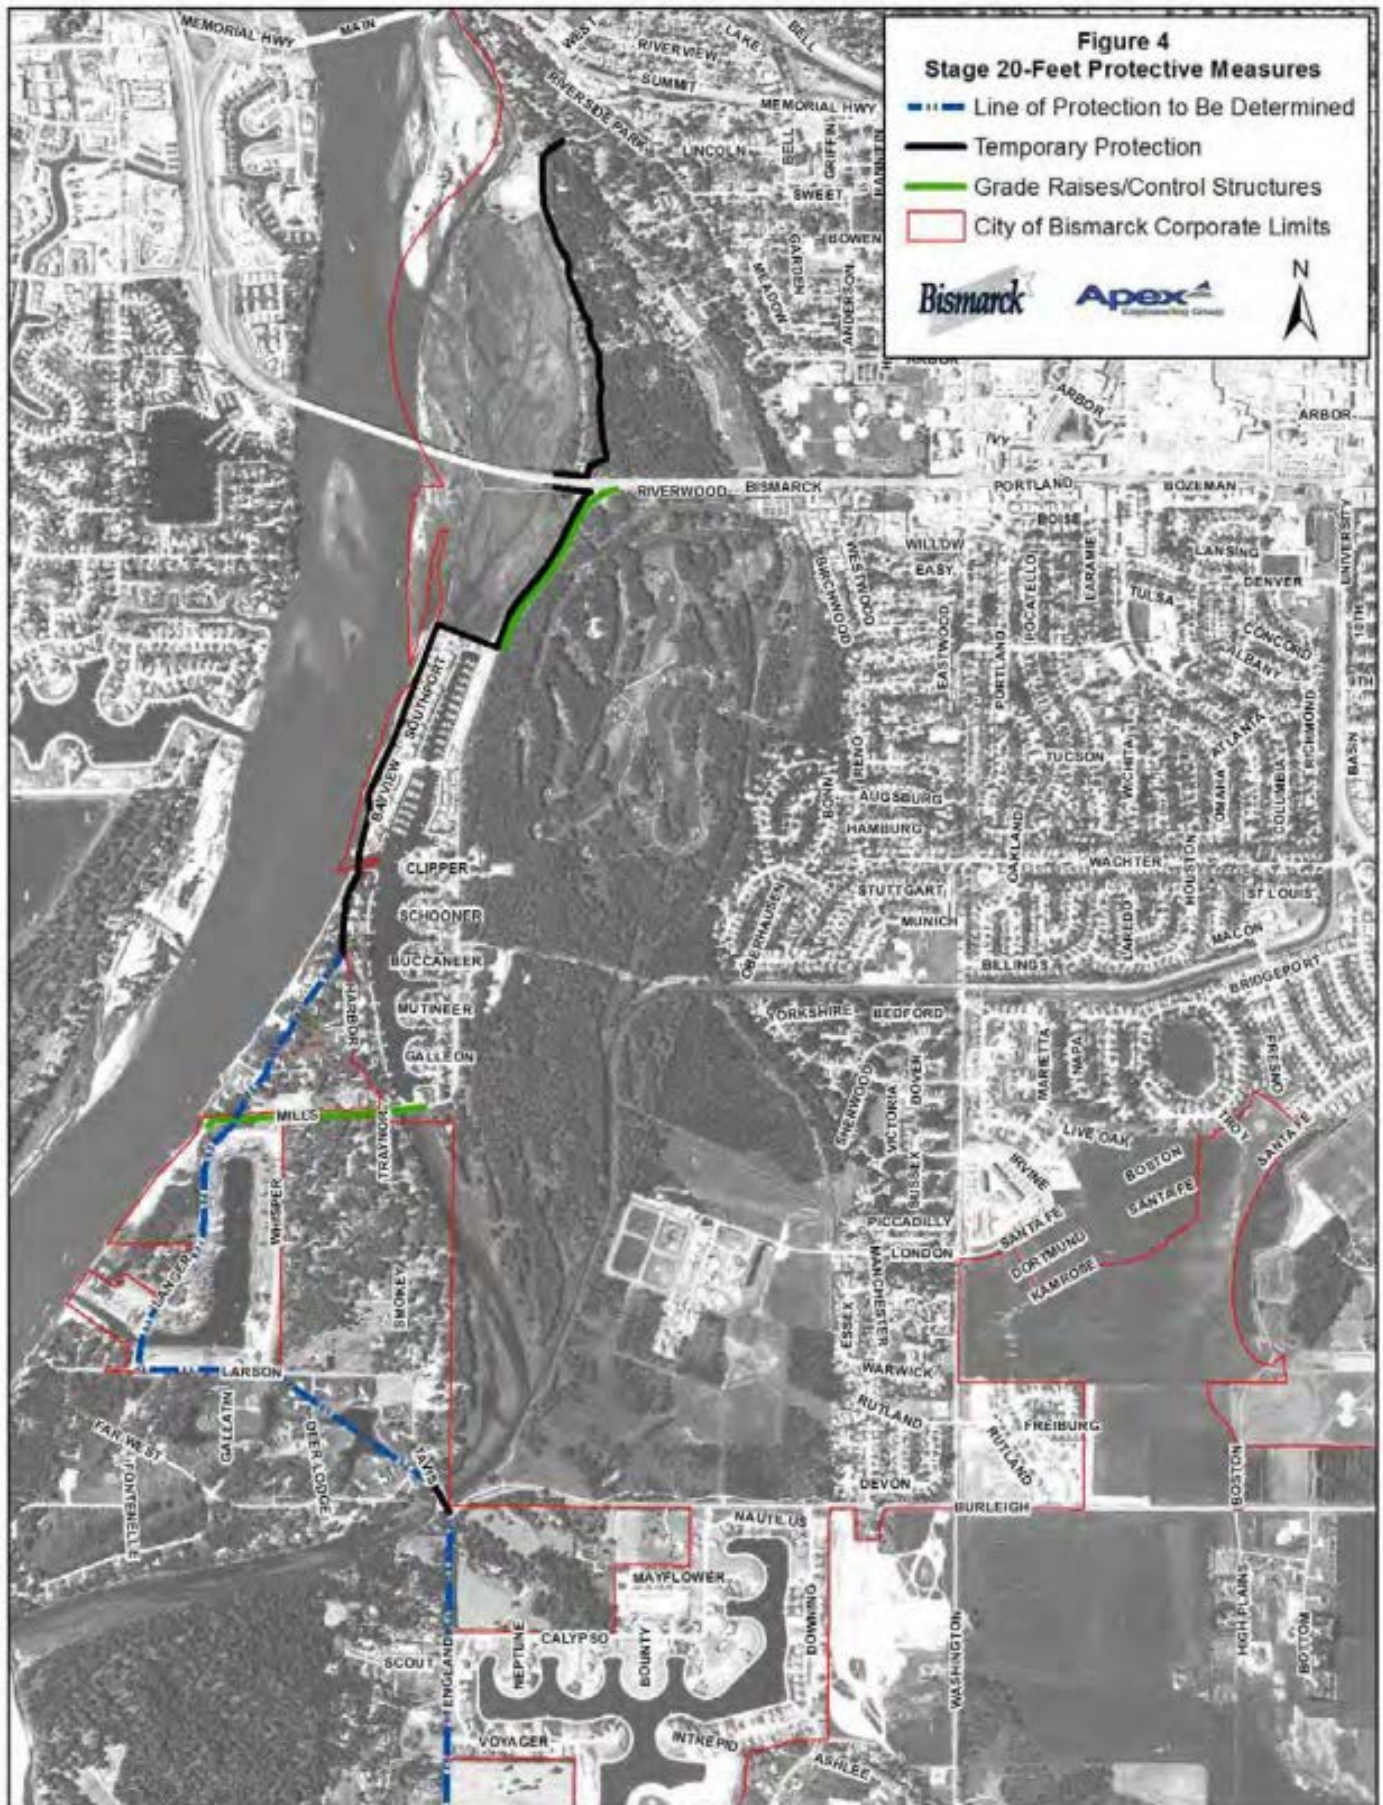 Figure 4
Stage 20-Feet Protective Measures
Line of Protection to Be Determined
Temporary Protection
Grade Raises/Control Structures
City of Bismarck Corporate Limits
Bismarck
Apex
Engineering Group
N
MEMORIAL HWY
MAIN
WEST
RIVERVIEW
LAKE
BELL
SUMMIT
RIVERSIDE PARK
MEMORIAL HWY
LINCOLN
BELL
GRIFFIN
SWEET
BOWEN
GARDEN
MEADOW
ANDERSON
ARBOR
ARBOR
ARBOR
IVY
RIVERWOOD
BISMARCK
PORTLAND
BOZEMAN
BOISE
UNIVERSITY
WILLOW
EASY
WESTWOOD
BIRCHWOOD
EASTWOOD
PORTLAND
POCATELLO
LARAMIE
LANSING
DENVER
TULSA
CONCORD
ALBANY
12TH
9TH
SOUTHPORT
BAYVIEW
RENO
TUCSON
WICHITA
ATLANTA
RICHMOND
OMAHA
COLUMBIA
BASIN
BOHN
AUGSBURG
HAMBURG
OAKLAND
WACHTER
HOUSTON
CLIPPER
SCHOONER
BUCCANEER
MUTINEER
GALLEON
HARBOR
STUTTGART
MUNICH
OBERHAUSEN
ST LOUIS
LAREDO
MACON
BILLINGS
BRIDGEPORT
YORKSHIRE
BEDFORD
MARIETTA
NAPA
FRESNO
SHERWOOD
VICTORIA
DOVER
SUSSEX
MILLS
TRAYNOR
LIVE OAK
TROY
SANTA FE
BOSTON
IRVINE
SANTA FE
WHISPER
PICCADILLY
LONDON
SANTA FE
DORTMUND
KAMROSE
LANGER
SMOKEY
ESSEX
MANCHESTER
WARWICK
LARSON
GALLATIN
DEER LODGE
FAR WEST
FONTENELLE
TAVIS
RUTLAND
FREIBURG
RUTLAND
DEVON
BURLEIGH
BOSTON
NAUTILUS
MAYFLOWER
DOWNING
WASHINGTON
HIGH PLAINS
BOTTOM
SCOUT
ENGLAND
NEPTUNE
CALYPSO
BOUNTY
VOYAGER
INTREPID
ASHLEE